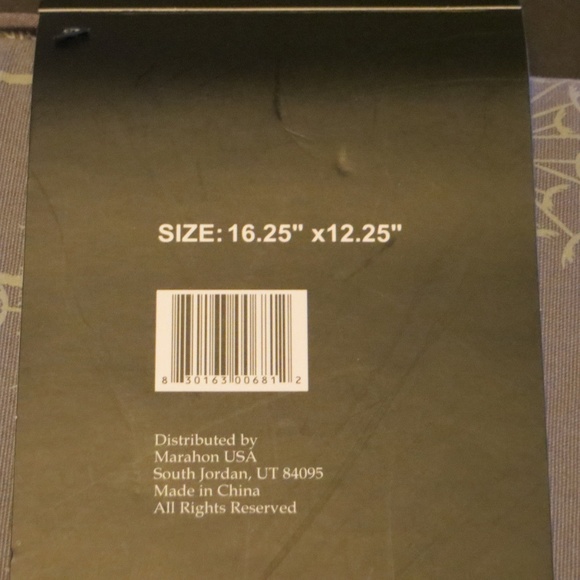 SIZE: 16.25" x12.25"
8 30163 00681 2
Distributed by
Marahon USA
South Jordan, UT 84095
Made in China
All Rights Reserved